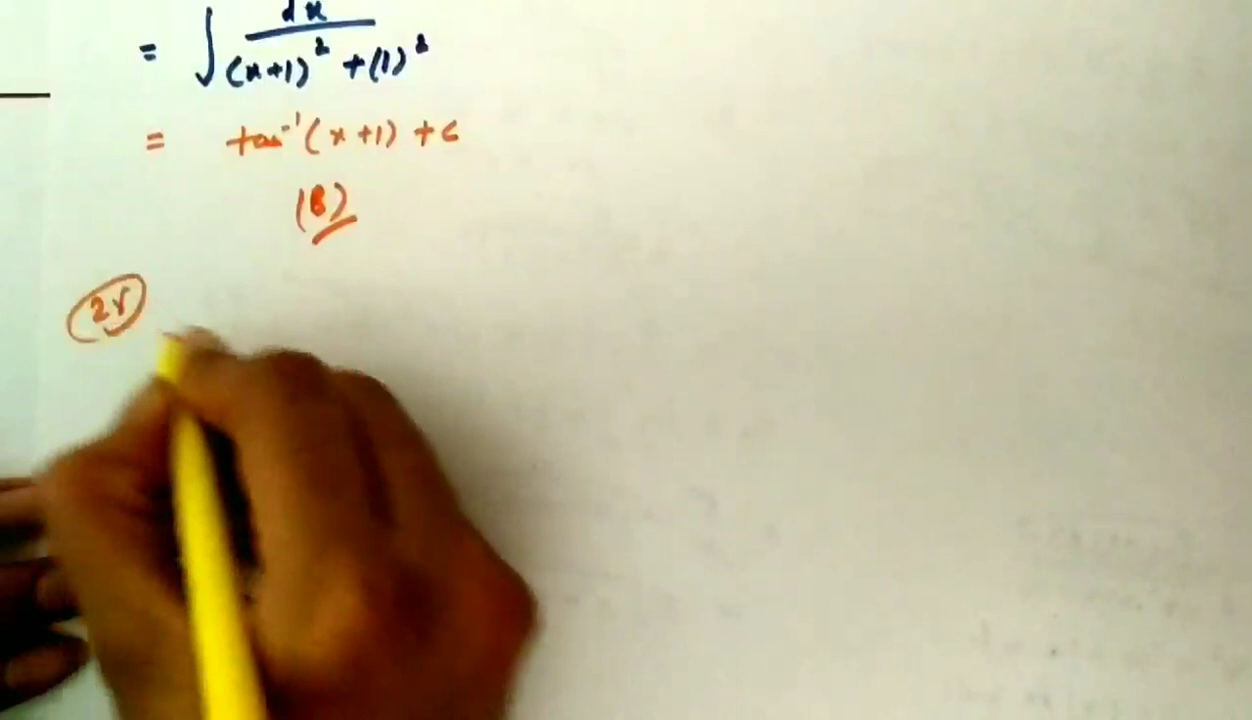 = ∫ dx / (x+1)² + (1)²
= tan⁻¹(x+1) + c
(B)
25